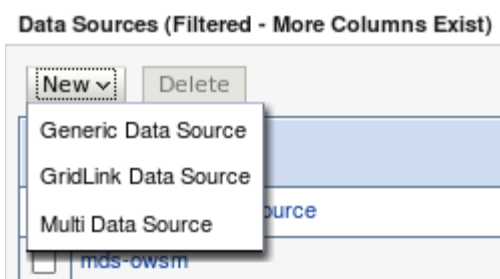 Data Sources (Filtered - More Columns Exist)
New Delete
Generic Data Source
GridLink Data Source
Multi Data Source
mds-owsm